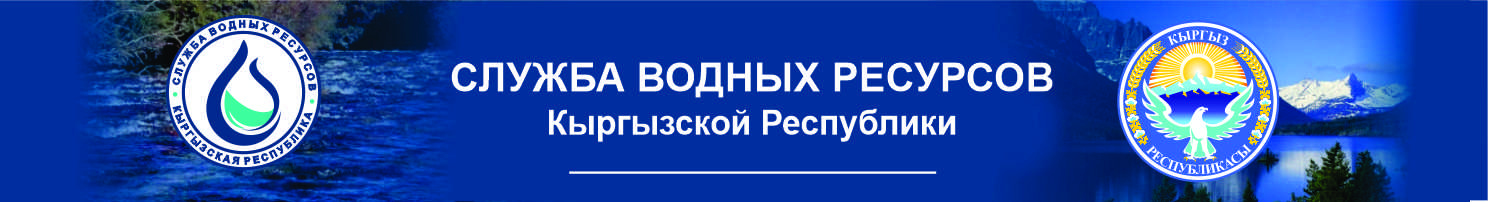 СЛУЖБА ВОДНЫХ РЕСУРСОВ
КЫРГЫЗСКАЯ РЕСПУБЛИКА
СЛУЖБА ВОДНЫХ РЕСУРСОВ
Кыргызской Республики
КЫРГЫЗ
РЕСПУБЛИКАСЫ